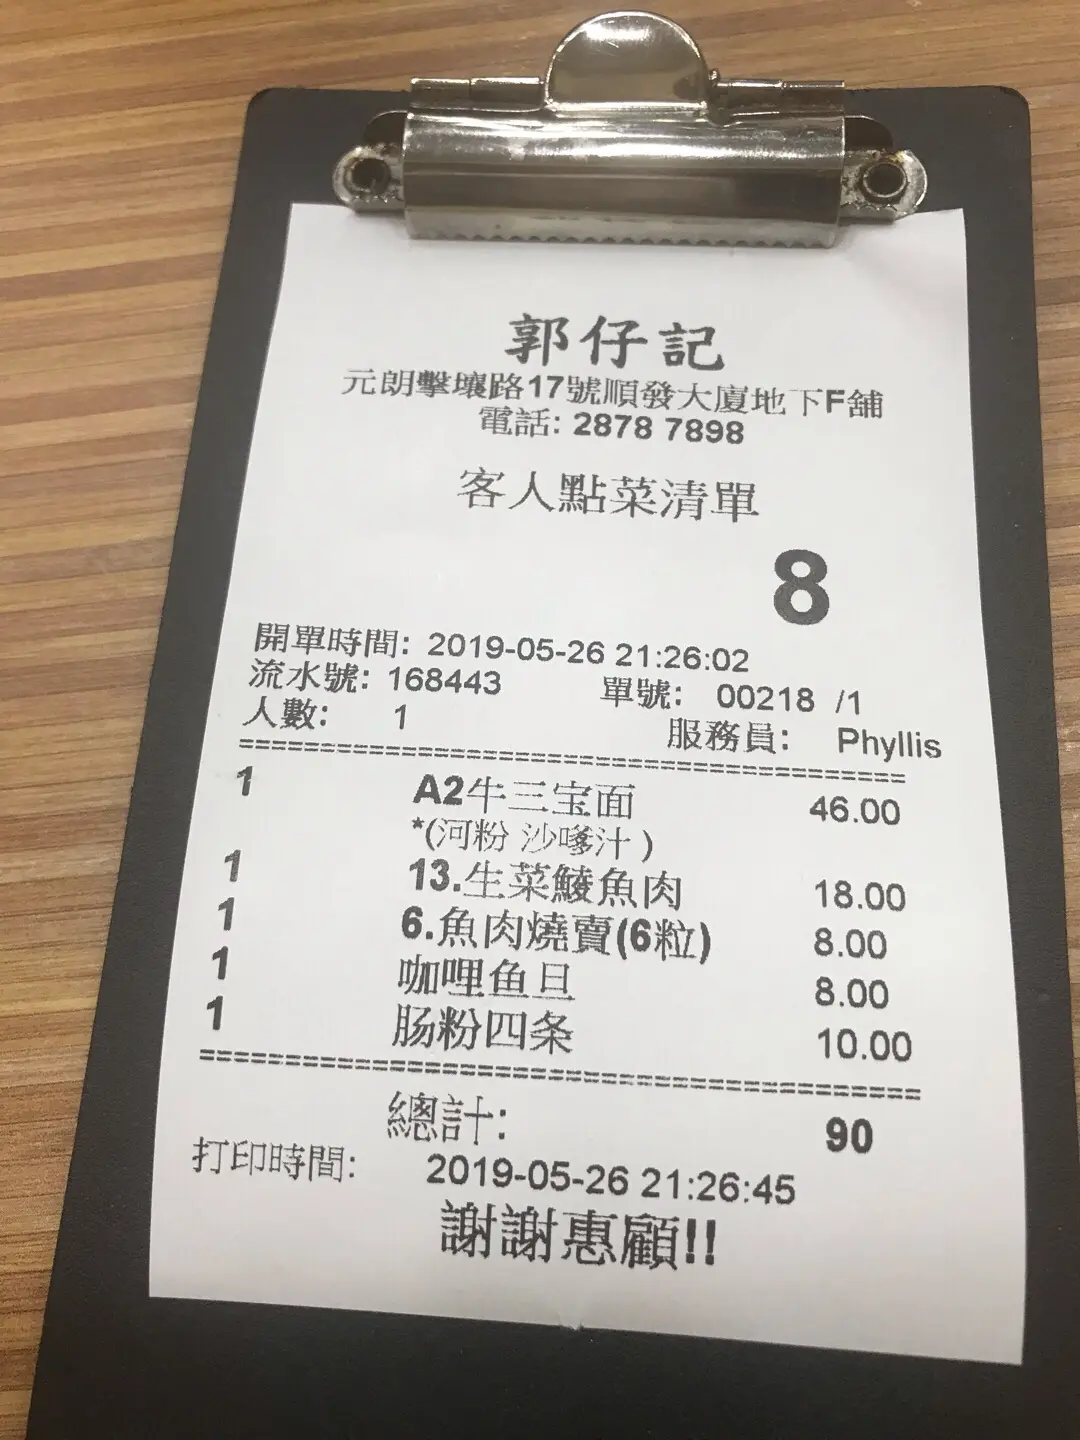 郭仔記
元朗擊壤路17號順發大廈地下F舖
電話: 2878 7898
客人點菜清單
8
開單時間: 2019-05-26 21:26:02
流水號: 168443 單號: 00218 /1
人數: 1 服務員: Phyllis
1 A2牛三宝面 46.00
*(河粉 沙嗲汁 )
1 13.生菜鯪魚肉 18.00
1 6.魚肉燒賣(6粒) 8.00
1 咖哩鱼旦 8.00
1 肠粉四条 10.00
總計: 90
打印時間: 2019-05-26 21:26:45
謝謝惠顧!!